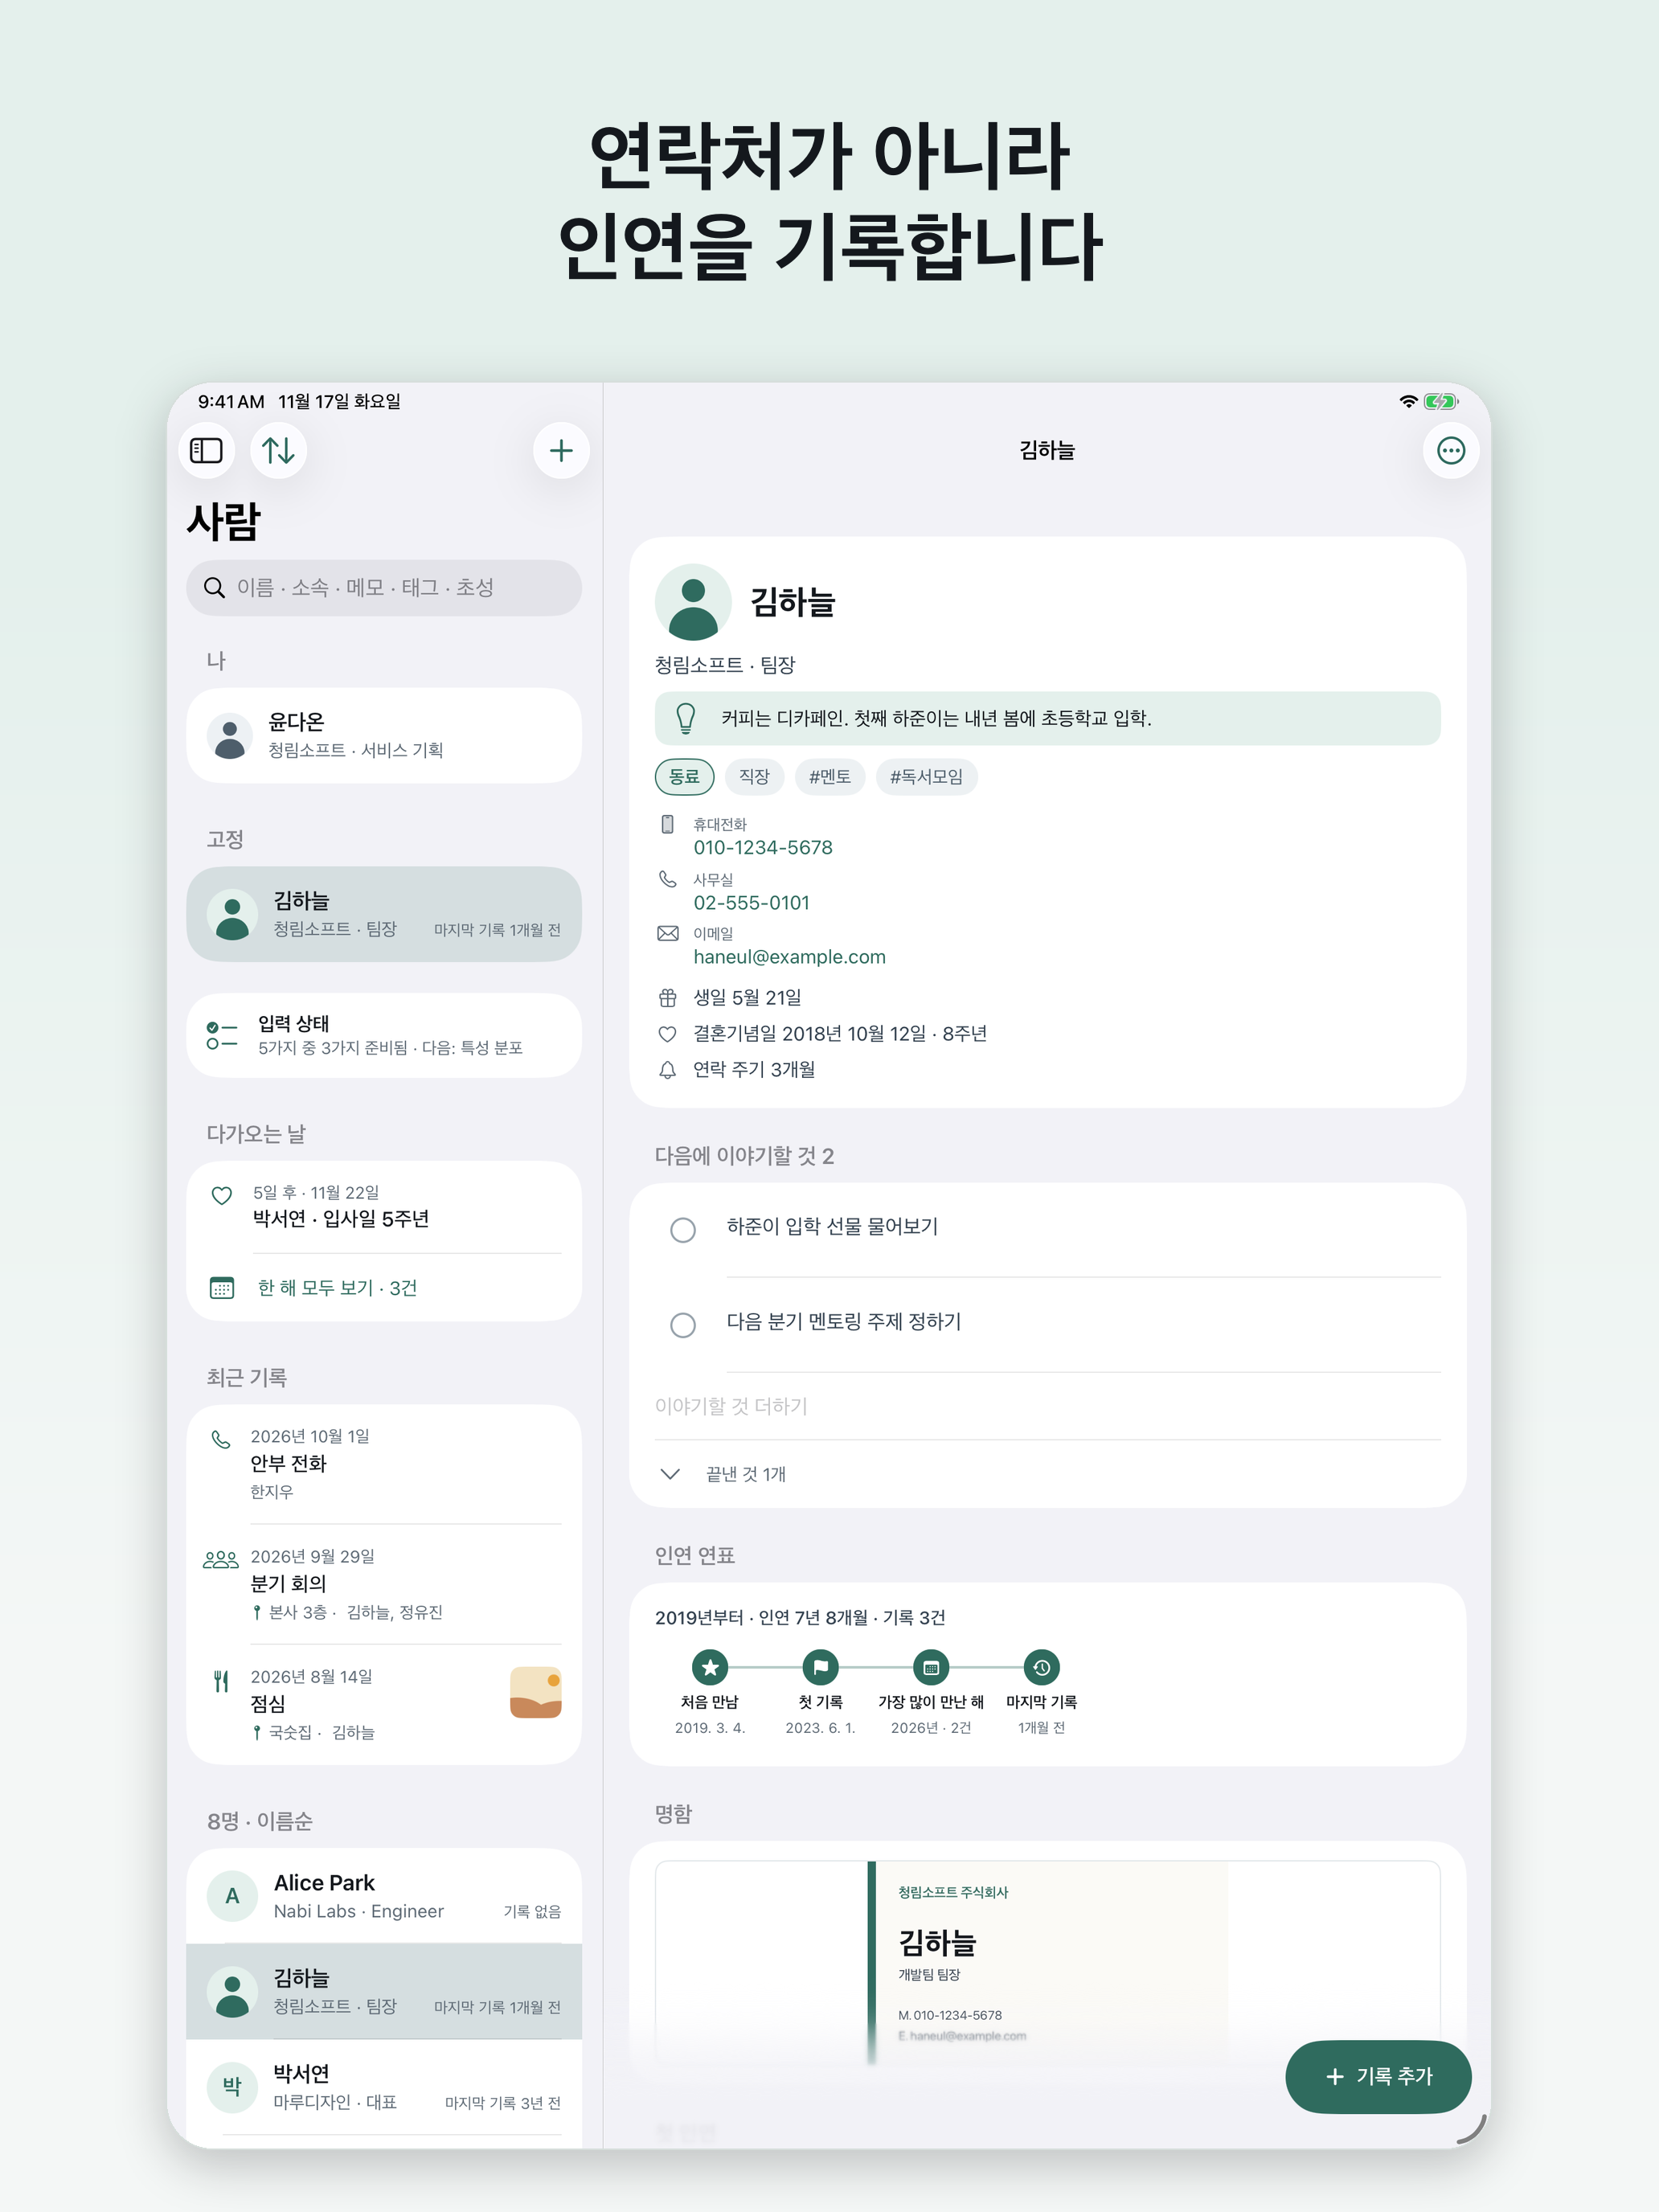 연락처가 아니라
인연을 기록합니다
9:41 AM 11월 17일 화요일
사람
이름 · 소속 · 메모 · 태그 · 초성
나
윤다온
청림소프트 · 서비스 기획
고정
김하늘
청림소프트 · 팀장 마지막 기록 1개월 전
입력 상태
5가지 중 3가지 준비됨 · 다음: 특성 분포
다가오는 날
5일 후 · 11월 22일
박서연 · 입사일 5주년
한 해 모두 보기 · 3건
최근 기록
2026년 10월 1일
안부 전화
한지우
2026년 9월 29일
분기 회의
본사 3층 · 김하늘, 정유진
2026년 8월 14일
점심
국숫집 · 김하늘
8명 · 이름순
A
Alice Park
Nabi Labs · Engineer 기록 없음
김하늘
청림소프트 · 팀장 마지막 기록 1개월 전
박
박서연
마루디자인 · 대표 마지막 기록 3년 전
김하늘
김하늘
청림소프트 · 팀장
커피는 디카페인. 첫째 하준이는 내년 봄에 초등학교 입학.
동료 직장 #멘토 #독서모임
휴대전화
010-1234-5678
사무실
02-555-0101
이메일
haneul@example.com
생일 5월 21일
결혼기념일 2018년 10월 12일 · 8주년
연락 주기 3개월
다음에 이야기할 것 2
하준이 입학 선물 물어보기
다음 분기 멘토링 주제 정하기
이야기할 것 더하기
끝낸 것 1개
인연 연표
2019년부터 · 인연 7년 8개월 · 기록 3건
처음 만남 첫 기록 가장 많이 만난 해 마지막 기록
2019. 3. 4. 2023. 6. 1. 2026년 · 2건 1개월 전
명함
청림소프트 주식회사
김하늘
개발팀 팀장
M. 010-1234-5678
E. haneul@example.com
+ 기록 추가